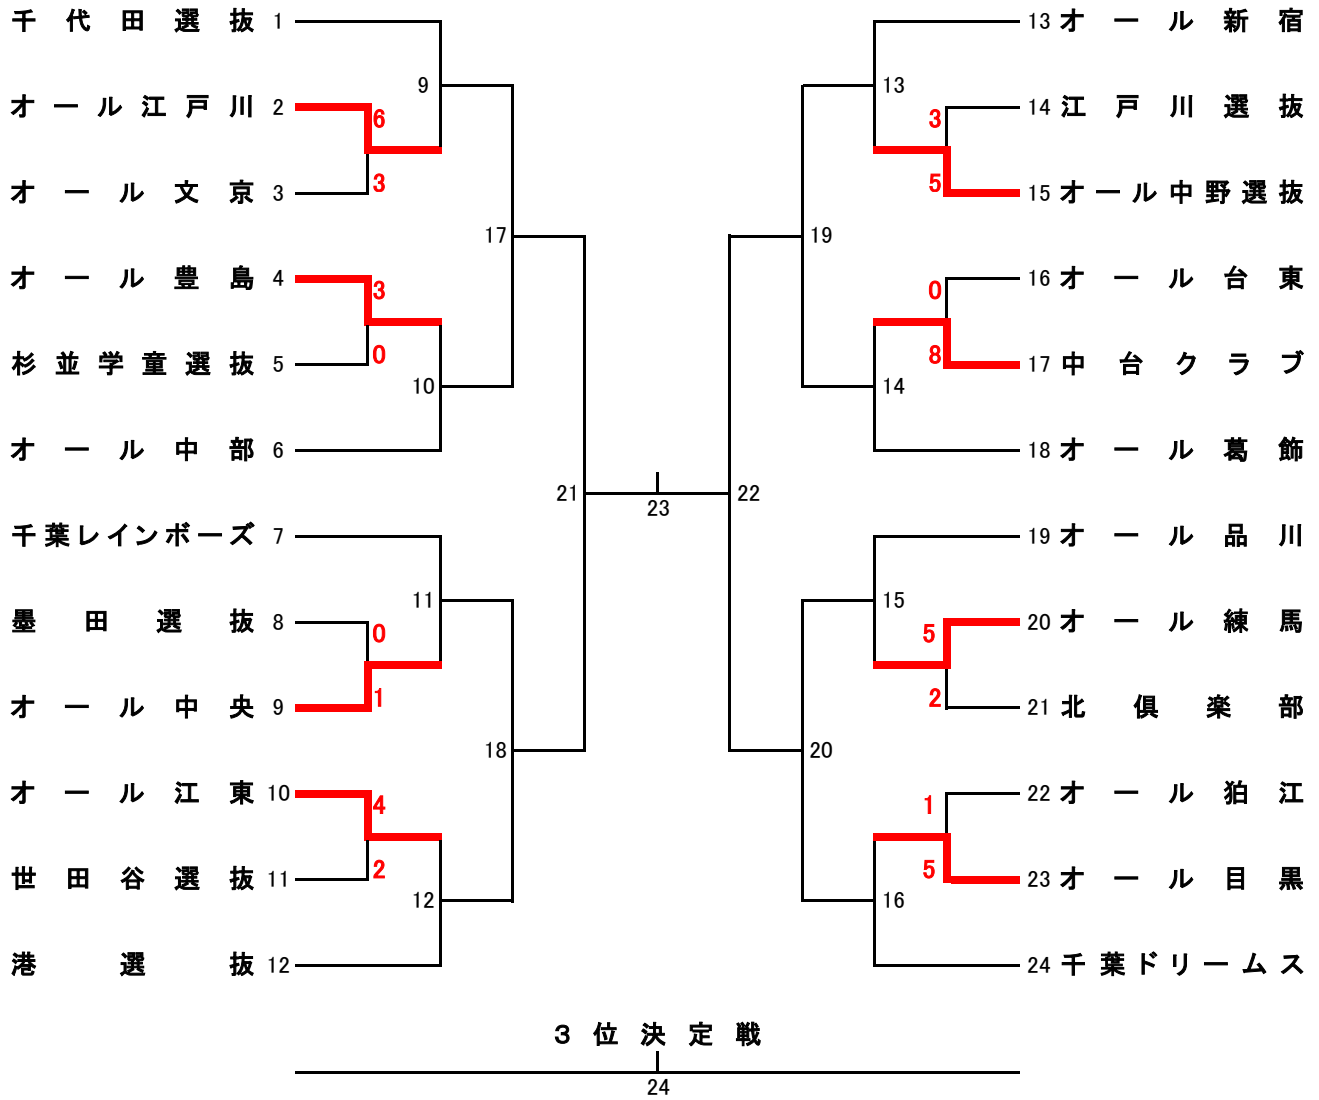 千代田選抜 1
オール江戸川 2
オール文京 3
オール豊島 4
杉並学童選抜 5
オール中部 6
千葉レインボーズ 7
墨田選抜 8
オール中央 9
オール江東 10
世田谷選抜 11
港選抜 12
6
3
3
0
0
1
4
2
9
10
11
12
17
18
21
23
22
19
20
13
14
15
16
3
5
0
8
5
2
1
5
13 オール新宿
14 江戸川選抜
15 オール中野選抜
16 オール台東
17 中台クラブ
18 オール葛飾
19 オール品川
20 オール練馬
21 北倶楽部
22 オール狛江
23 オール目黒
24 千葉ドリームス
3位決定戦
24